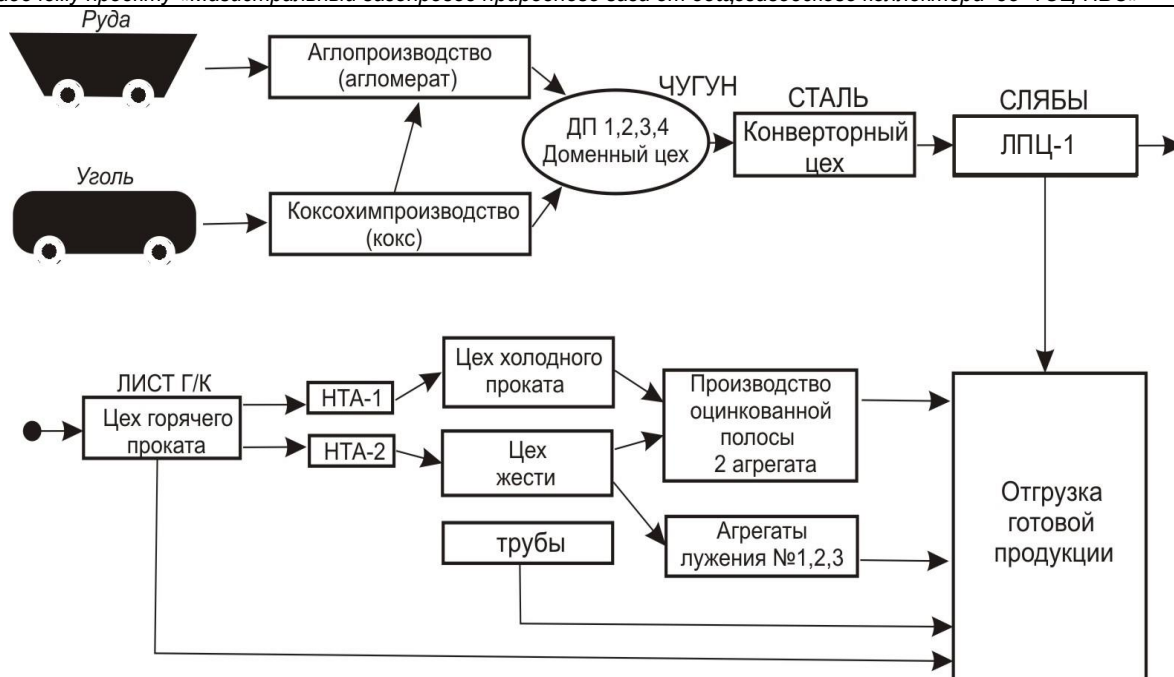 Руда
Аглопроизводство
(агломерат)
ЧУГУН
СТАЛЬ
СЛЯБЫ
ДП 1,2,3,4
Доменный цех
Конверторный
цех
ЛПЦ-1
Уголь
Коксохимпроизводство
(кокс)
ЛИСТ Г/К
Цех горячего
проката
НТА-1
НТА-2
Цех холодного
проката
Цех
жести
трубы
Производство
оцинкованной
полосы
2 агрегата
Агрегаты
лужения №1,2,3
Отгрузка
готовой
продукции